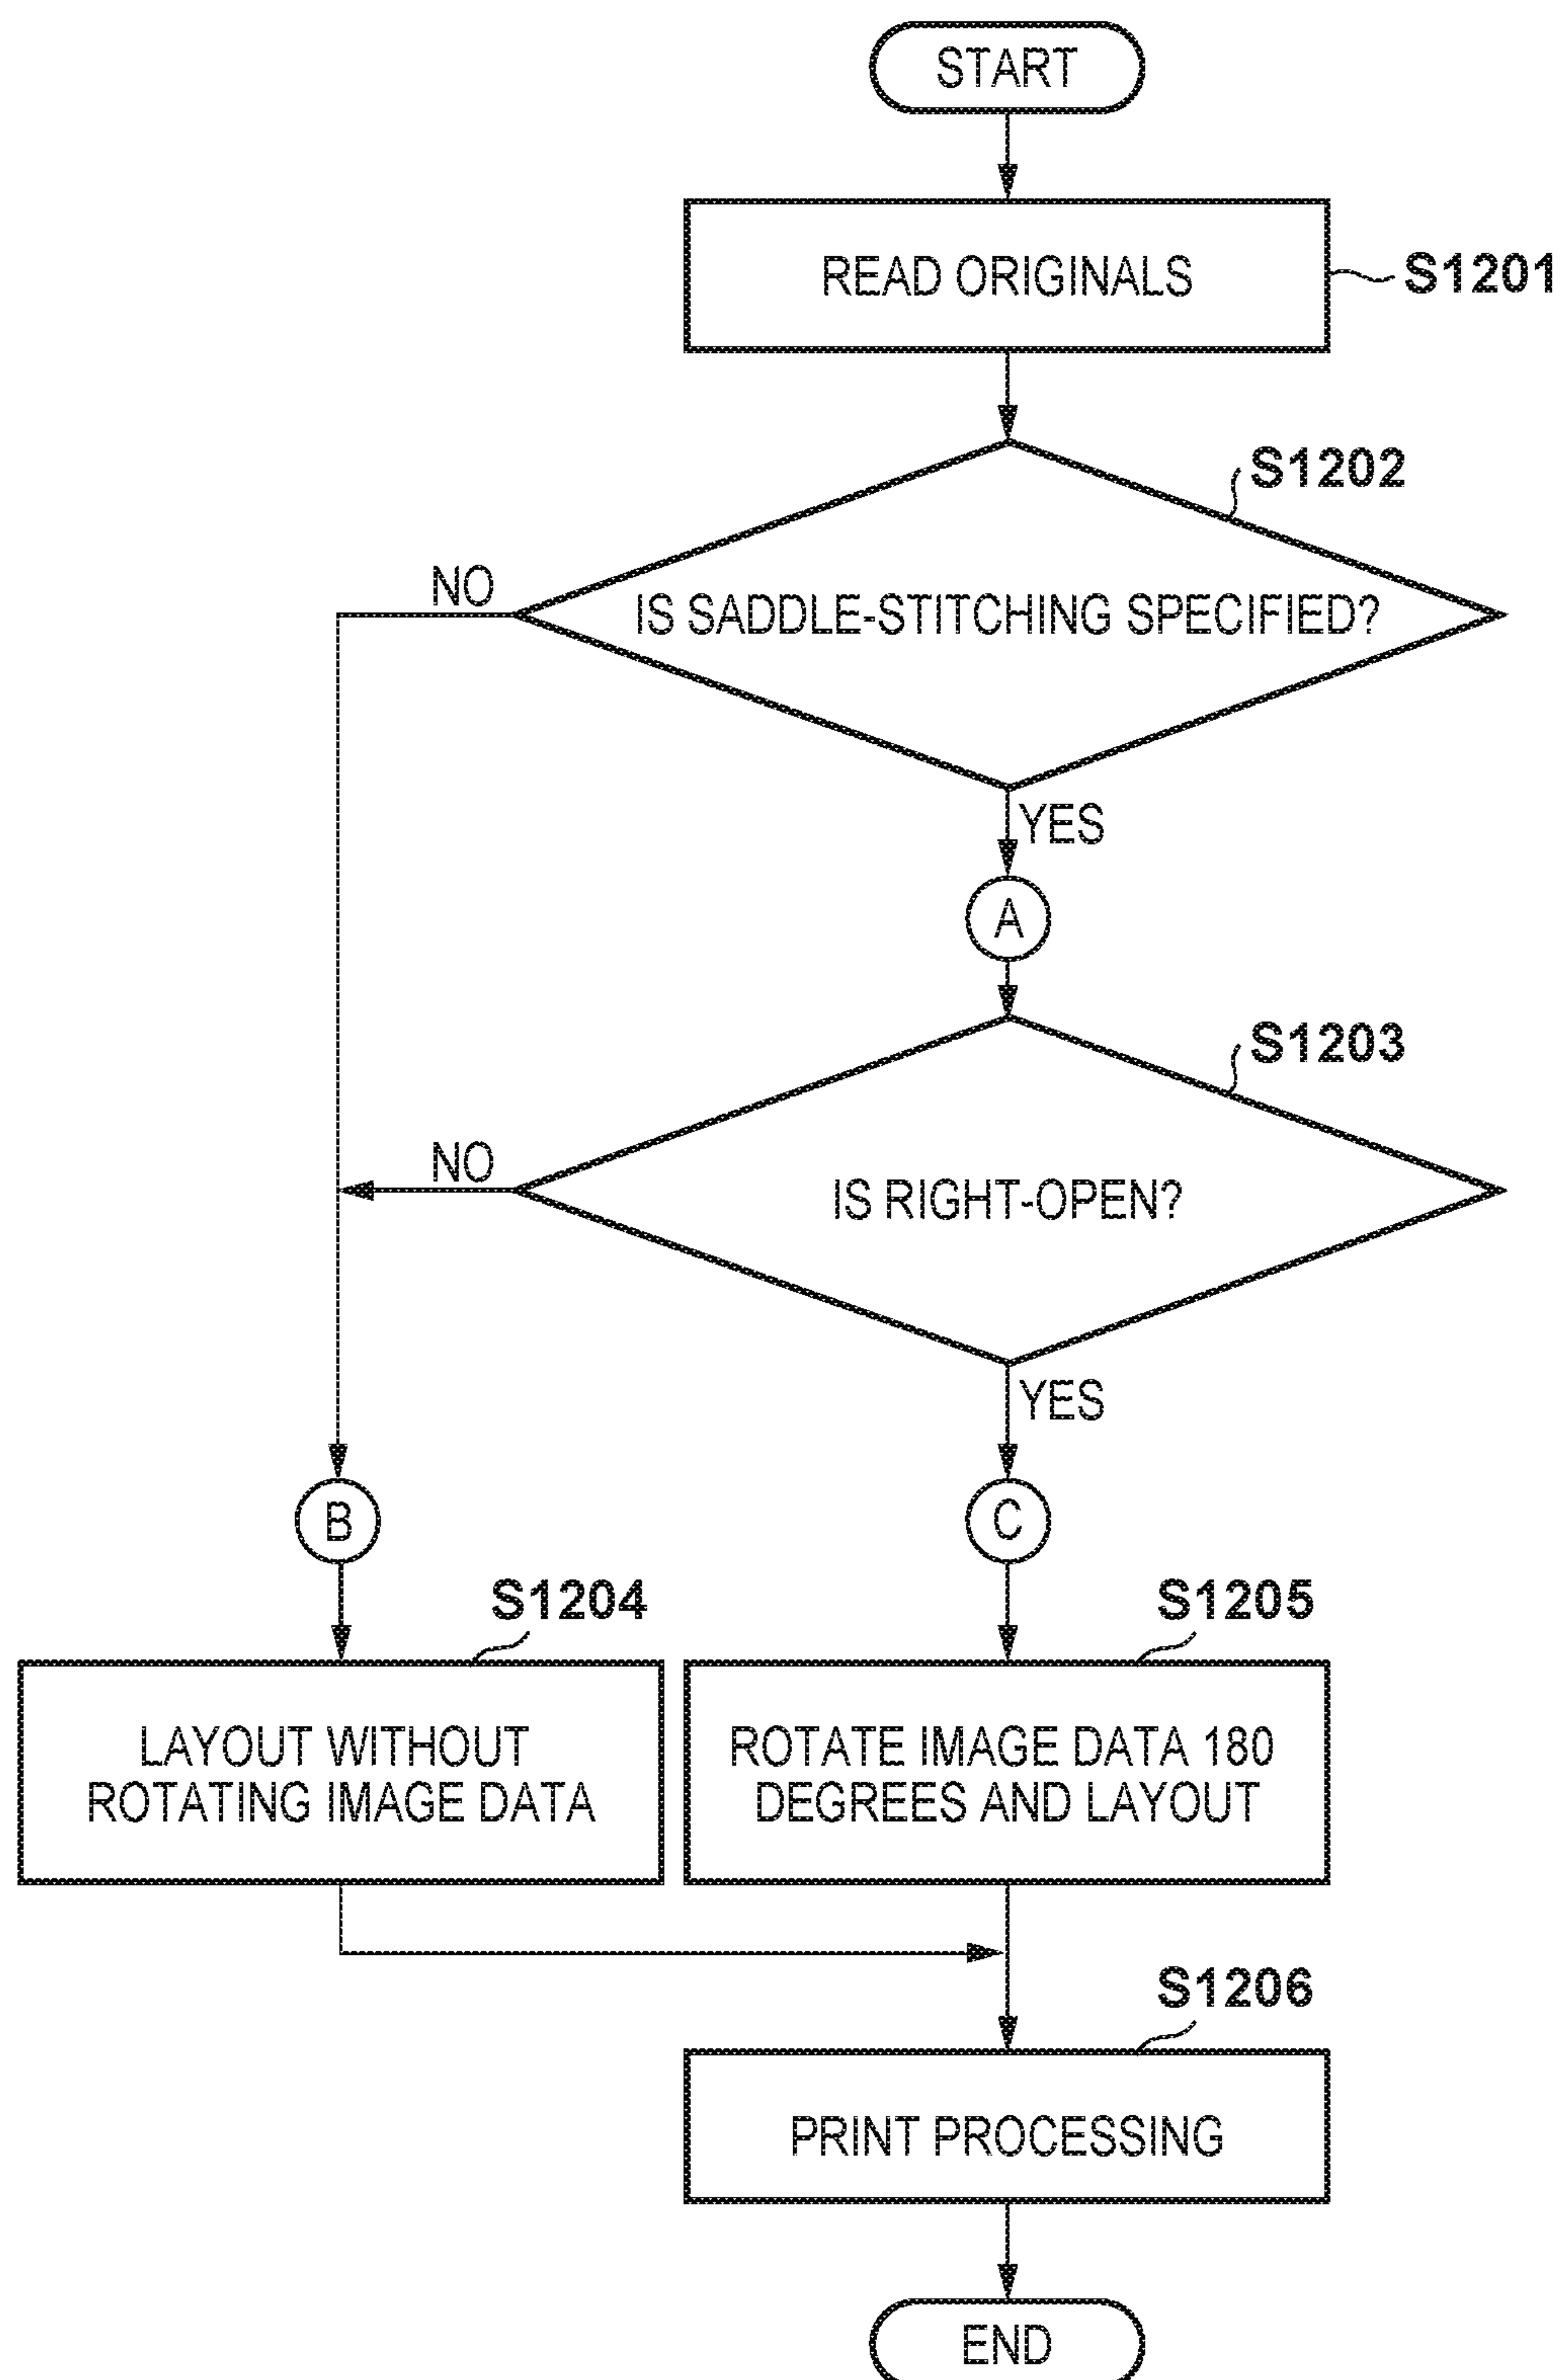 START
READ ORIGINALS
S1201
S1202
NO
IS SADDLE-STITCHING SPECIFIED?
YES
A
S1203
NO
IS RIGHT-OPEN?
YES
B
C
S1204
S1205
LAYOUT WITHOUT
ROTATING IMAGE DATA
ROTATE IMAGE DATA 180
DEGREES AND LAYOUT
S1206
PRINT PROCESSING
END